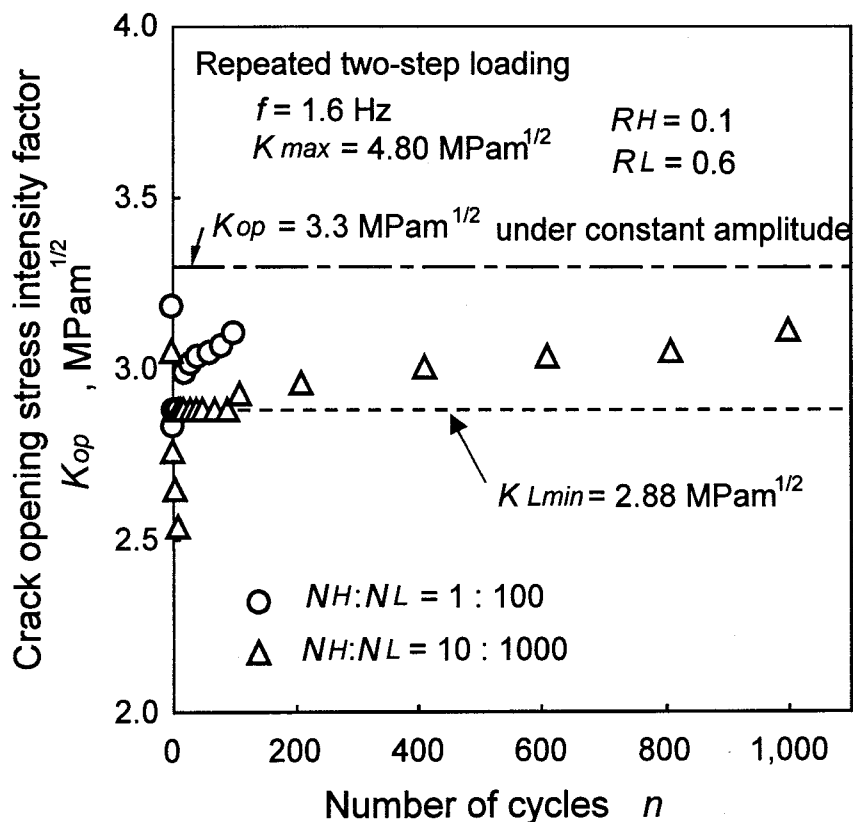 4.0
3.5
3.0
2.5
2.0
Crack opening stress intensity factor
Kop , MPam1/2
Repeated two-step loading
f = 1.6 Hz
Kmax = 4.80 MPam1/2
RH = 0.1
RL = 0.6
Kop = 3.3 MPam1/2 under constant amplitude
KLmin = 2.88 MPam1/2
NH:NL = 1 : 100
NH:NL = 10 : 1000
0 200 400 600 800 1,000
Number of cycles n